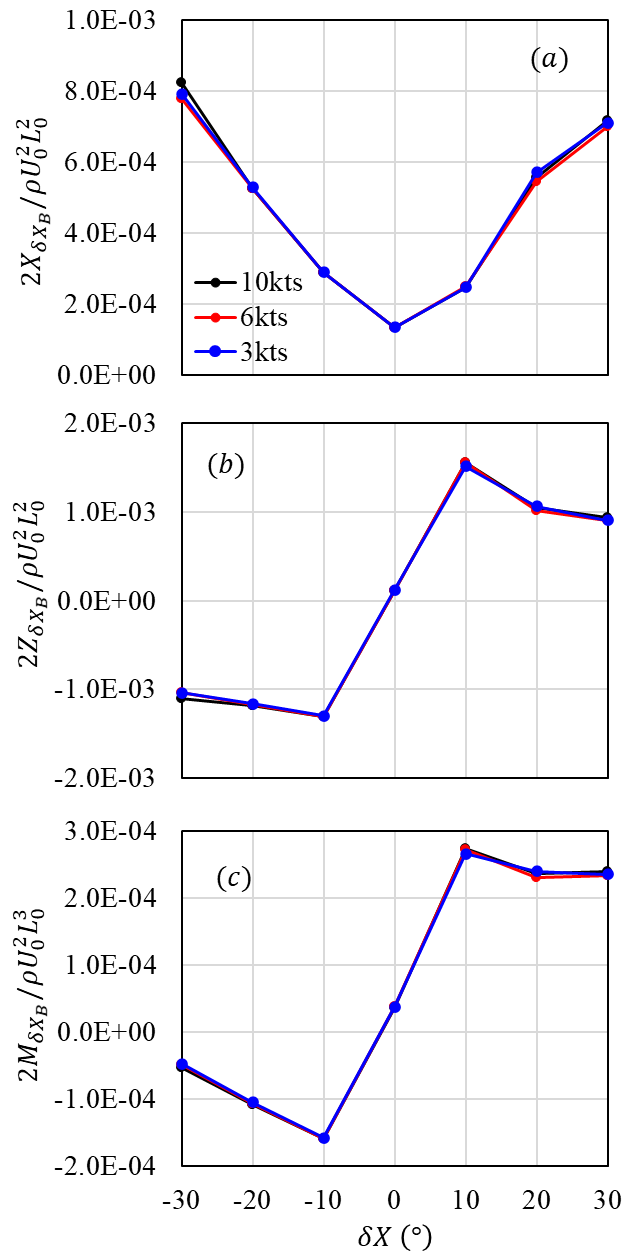 1.0E-03
(a)
8.0E-04
6.0E-04
4.0E-04
2.0E-04
0.0E+00
2X_{δX_B}/ρU_0^2L_0^2
10kts
6kts
3kts
2.0E-03
(b)
1.0E-03
0.0E+00
-1.0E-03
-2.0E-03
2Z_{δX_B}/ρU_0^2L_0^2
3.0E-04
(c)
2.0E-04
1.0E-04
0.0E+00
-1.0E-04
-2.0E-04
2M_{δX_B}/ρU_0^2L_0^3
-30 -20 -10 0 10 20 30
δX (°)